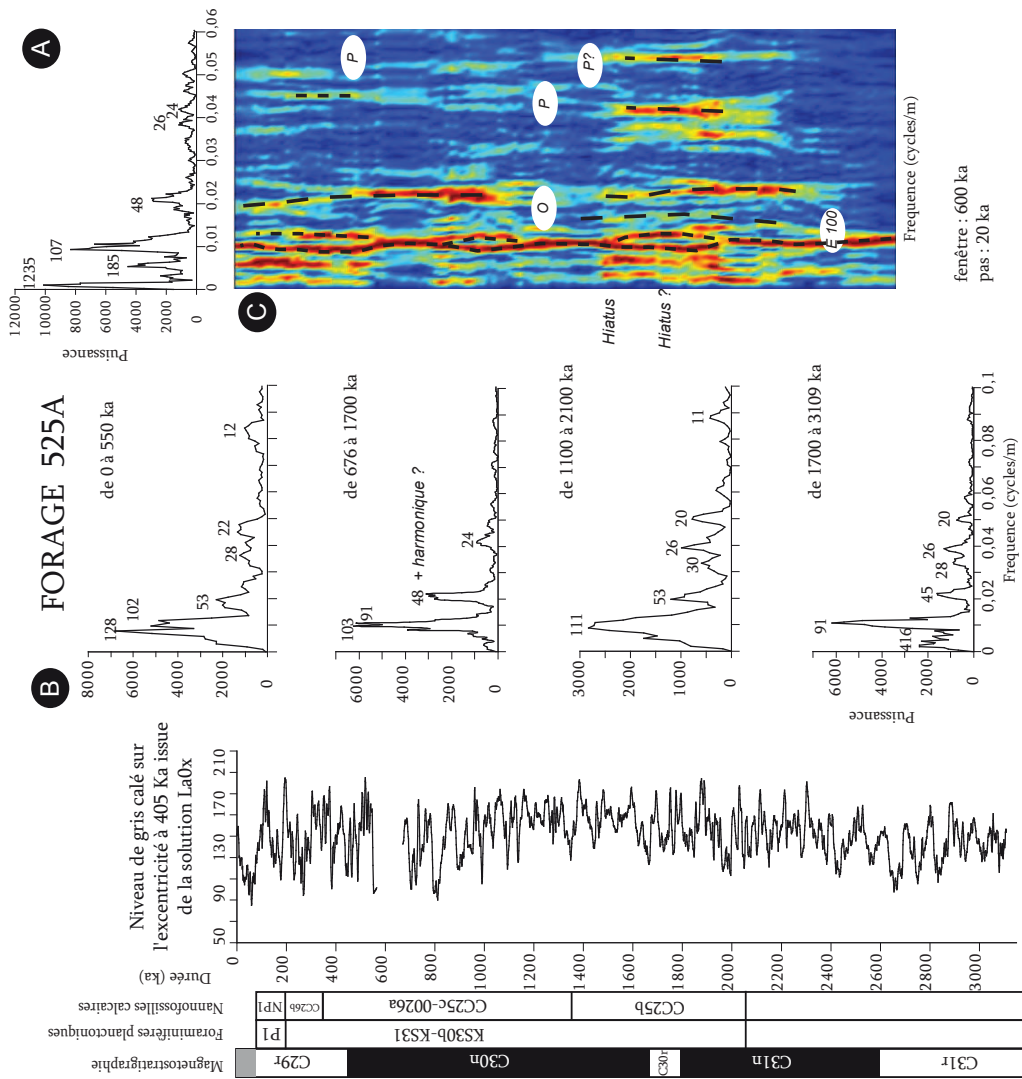 FORAGE 525A
A
0,06
0,05
0,04
0,03
0,02
0,01
0
12000
10000
8000
6000
4000
2000
0
Puissance
1235
185
107
48
26
24
B
de 0 à 550 ka
8000
6000
4000
2000
0
128
102
53
28
22
12
de 676 à 1700 ka
6000
4000
2000
0
103
91
48 + harmonique ?
24
de 1100 à 2100 ka
3000
2000
1000
0
111
53
30
26
20
11
de 1700 à 3109 ka
6000
4000
2000
0
Puissance
416
91
45
28
26
20
0
0,02
0,04
0,06
0,08
0,1
Frequence (cycles/m)
C
P
P?
P
O
E 100
Hiatus
Hiatus ?
Frequence (cycles/m)
fenêtre : 600 ka
pas : 20 ka
Niveau de gris calé sur
l'excentricité à 405 Ka issue
de la solution La0x
210
170
130
90
50
0
200
400
600
800
1000
1200
1400
1600
1800
2000
2200
2400
2600
2800
3000
Durée (ka)
Nannofossilles calcaires
NP1
CC26b
CC25c-0026a
CC25b
Foraminifères planctoniques
P1
KS30b-KS31
Magnetostratigraphie
C29r
C30n
C30r
C31n
C31r